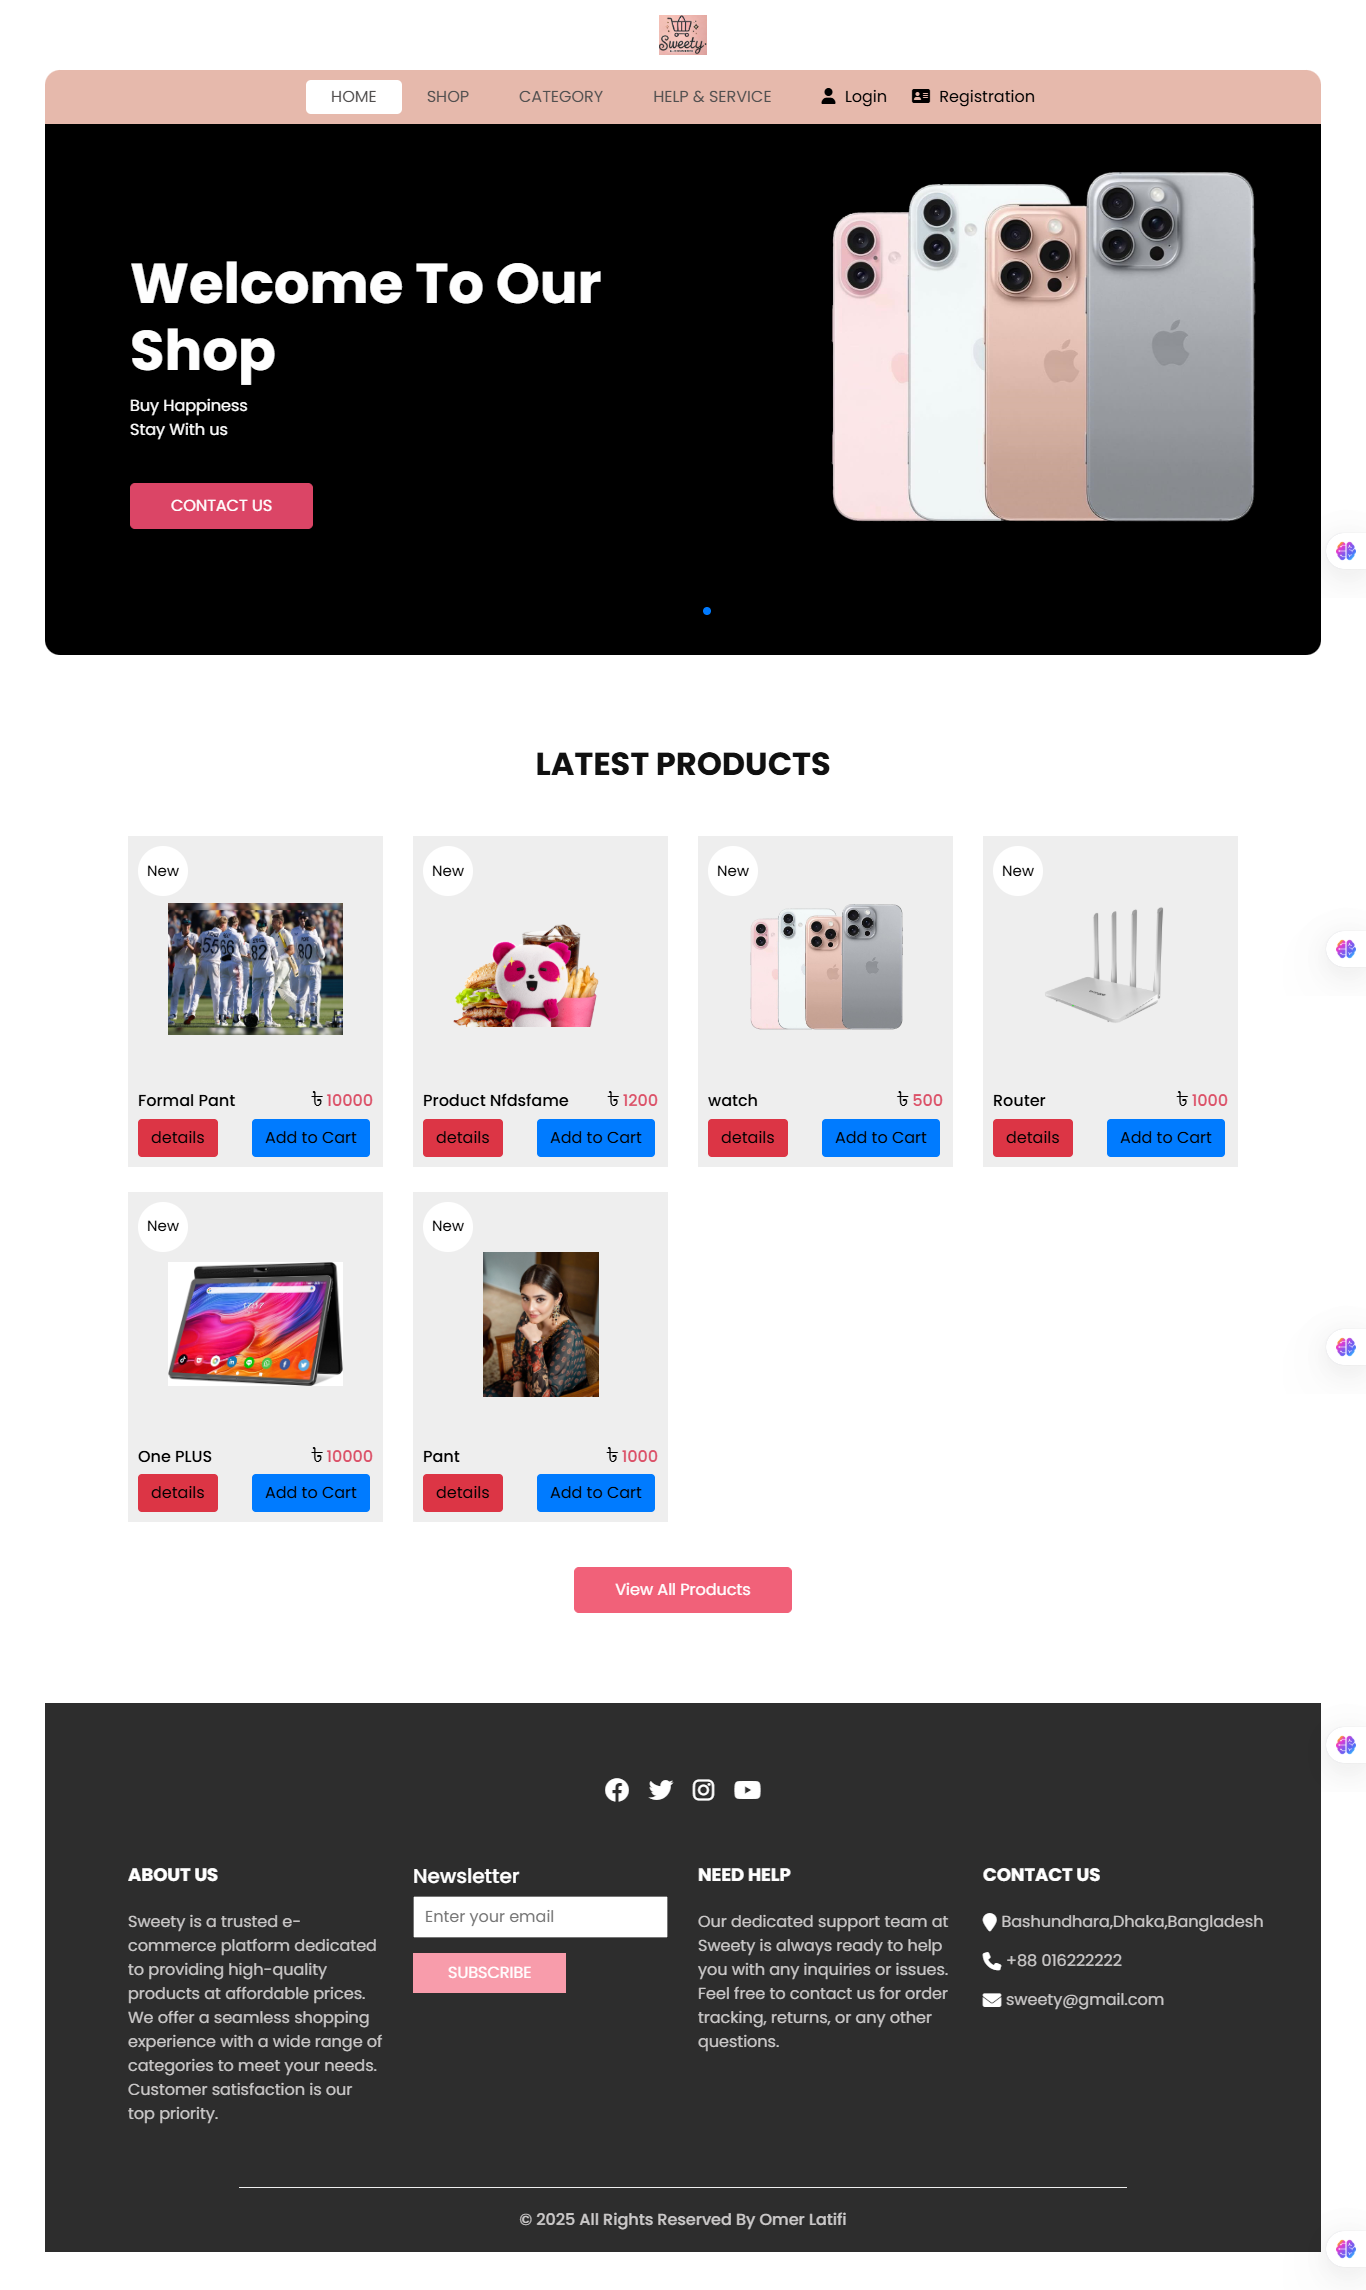 Sweety
HOME
SHOP
CATEGORY
HELP & SERVICE
Login
Registration
Welcome To Our
Shop
Buy Happiness
Stay With us
CONTACT US
LATEST PRODUCTS
New
5566
82
80
Formal Pant
৳ 10000
details
Add to Cart
New
Product Nfdsfame
৳ 1200
details
Add to Cart
New
watch
৳ 500
details
Add to Cart
New
Router
৳ 1000
details
Add to Cart
New
One PLUS
৳ 10000
details
Add to Cart
New
Pant
৳ 1000
details
Add to Cart
View All Products
ABOUT US
Sweety is a trusted e-
commerce platform dedicated
to providing high-quality
products at affordable prices.
We offer a seamless shopping
experience with a wide range of
categories to meet your needs.
Customer satisfaction is our
top priority.
Newsletter
Enter your email
SUBSCRIBE
NEED HELP
Our dedicated support team at
Sweety is always ready to help
you with any inquiries or issues.
Feel free to contact us for order
tracking, returns, or any other
questions.
CONTACT US
Bashundhara,Dhaka,Bangladesh
+88 016222222
sweety@gmail.com
© 2025 All Rights Reserved By Omer Latifi